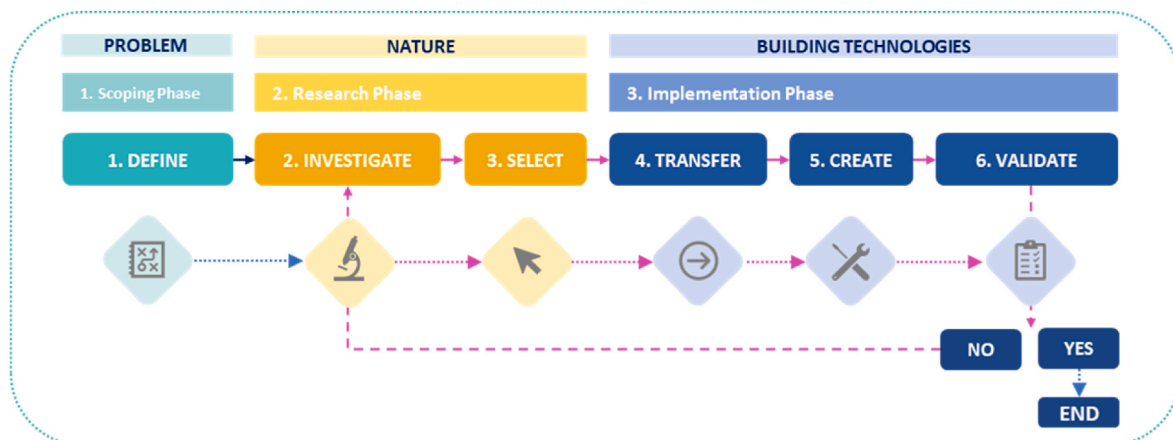 PROBLEM
NATURE
BUILDING TECHNOLOGIES
1. Scoping Phase
2. Research Phase
3. Implementation Phase
1. DEFINE
2. INVESTIGATE
3. SELECT
4. TRANSFER
5. CREATE
6. VALIDATE
NO
YES
END